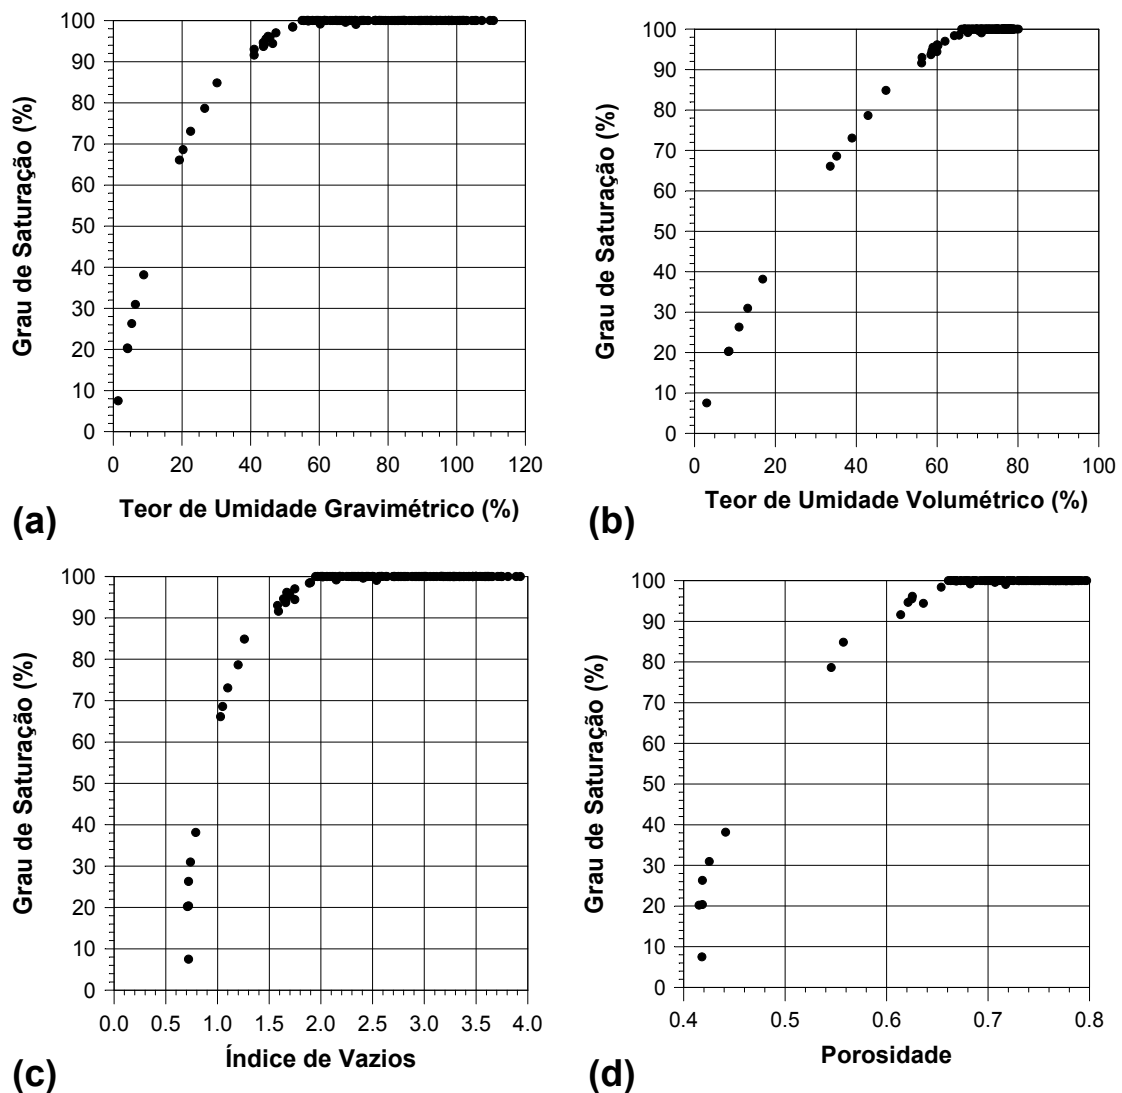 100
90
80
70
60
50
40
30
20
10
0
Grau de Saturação (%)
0 20 40 60 80 100 120
Teor de Umidade Gravimétrico (%)
(a)
100
90
80
70
60
50
40
30
20
10
0
Grau de Saturação (%)
0 20 40 60 80 100
Teor de Umidade Volumétrico (%)
(b)
100
90
80
70
60
50
40
30
20
10
0
Grau de Saturação (%)
0.0 0.5 1.0 1.5 2.0 2.5 3.0 3.5 4.0
Índice de Vazios
(c)
100
90
80
70
60
50
40
30
20
10
0
Grau de Saturação (%)
0.4 0.5 0.6 0.7 0.8
Porosidade
(d)